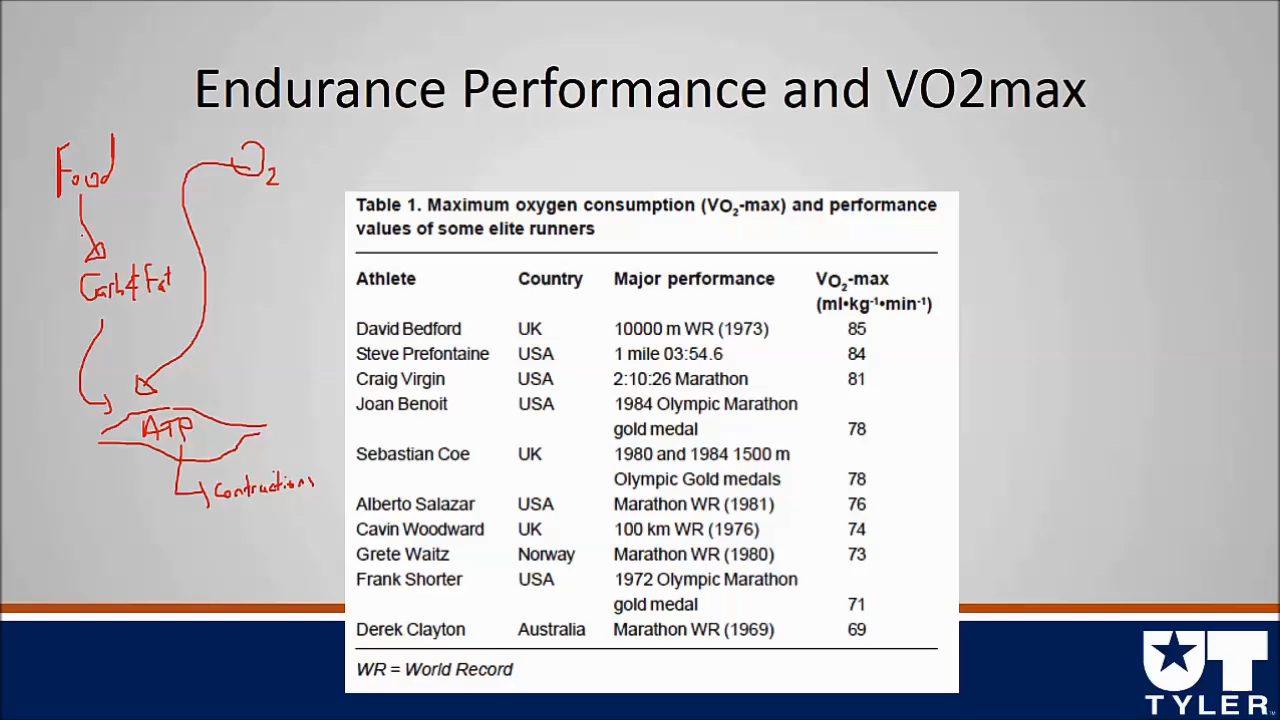 Endurance Performance and VO2max
Food
O2
Carb & Fat
ATP
Contractions
Table 1. Maximum oxygen consumption (VO2-max) and performance
values of some elite runners
Athlete Country Major performance VO2-max
(ml•kg-1•min-1)
David Bedford UK 10000 m WR (1973) 85
Steve Prefontaine USA 1 mile 03:54.6 84
Craig Virgin USA 2:10:26 Marathon 81
Joan Benoit USA 1984 Olympic Marathon
gold medal 78
Sebastian Coe UK 1980 and 1984 1500 m
Olympic Gold medals 78
Alberto Salazar USA Marathon WR (1981) 76
Cavin Woodward UK 100 km WR (1976) 74
Grete Waitz Norway Marathon WR (1980) 73
Frank Shorter USA 1972 Olympic Marathon
gold medal 71
Derek Clayton Australia Marathon WR (1969) 69
WR = World Record
UT
TYLER